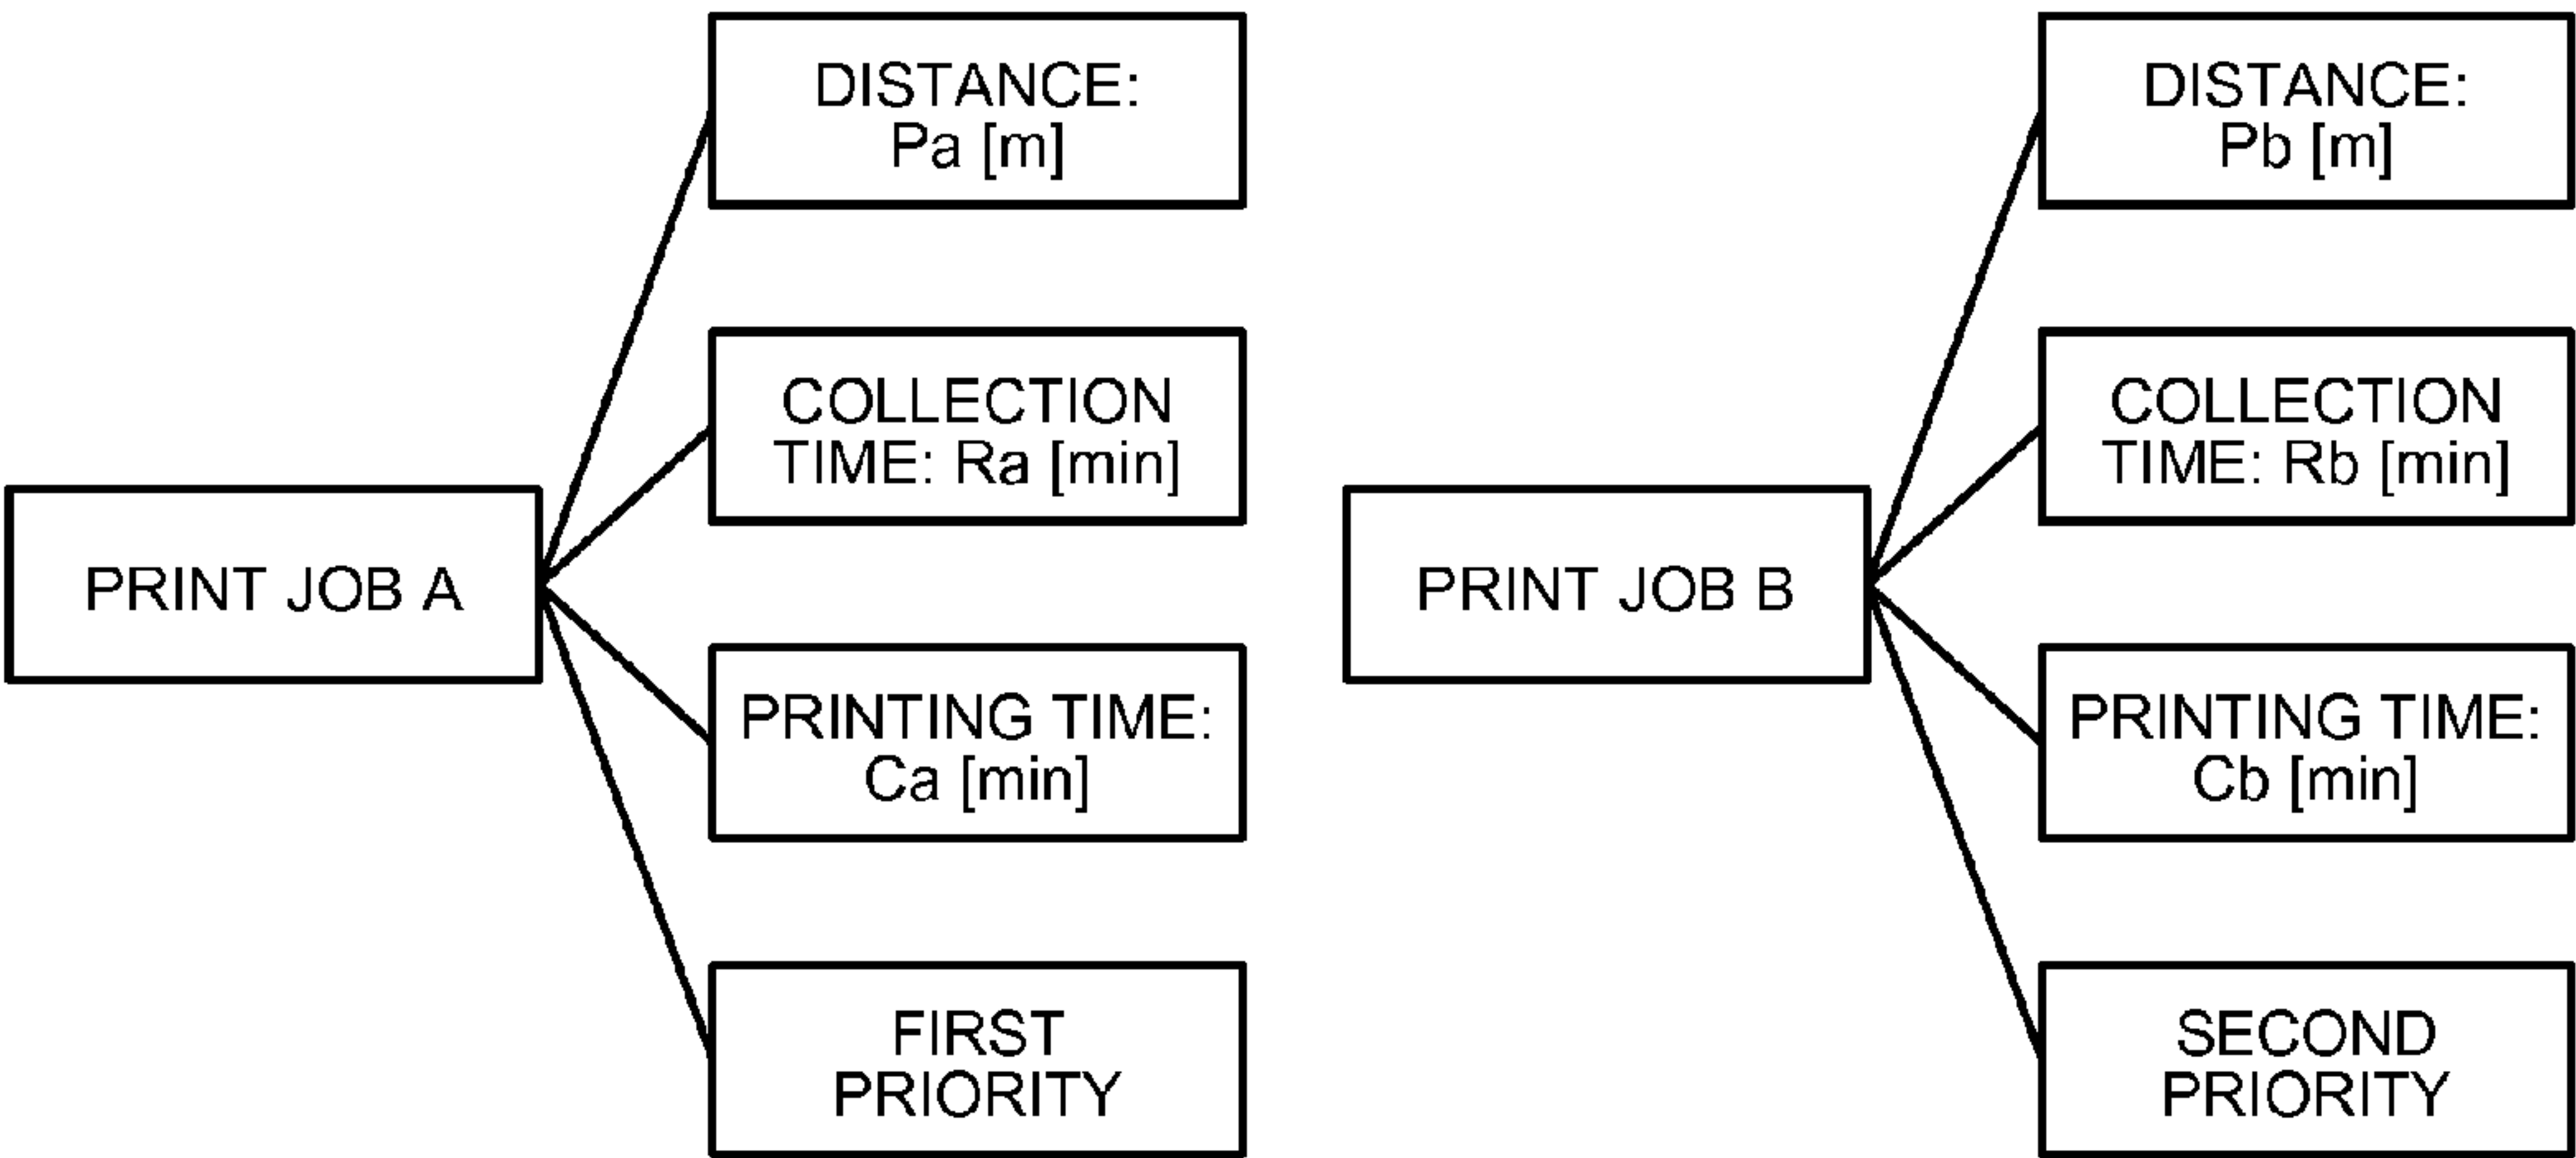 PRINT JOB A
DISTANCE:
Pa [m]
COLLECTION
TIME: Ra [min]
PRINTING TIME:
Ca [min]
FIRST
PRIORITY
PRINT JOB B
DISTANCE:
Pb [m]
COLLECTION
TIME: Rb [min]
PRINTING TIME:
Cb [min]
SECOND
PRIORITY